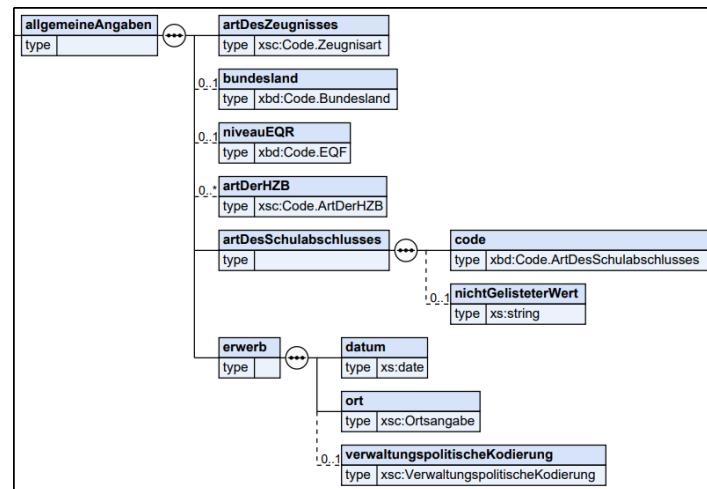 allgemeineAngaben
type
artDesZeugnisses
type xsc:Code.Zeugnisart
0..1
bundesland
type xbd:Code.Bundesland
0..1
niveauEQR
type xbd:Code.EQF
0..*
artDerHZB
type xsc:Code.ArtDerHZB
artDesSchulabschlusses
type
code
type xbd:Code.ArtDesSchulabschlusses
0..1
nichtGelisteterWert
type xs:string
erwerb
type
datum
type xs:date
ort
type xsc:Ortsangabe
0..1
verwaltungspolitischeKodierung
type xsc:VerwaltungspolitischeKodierung